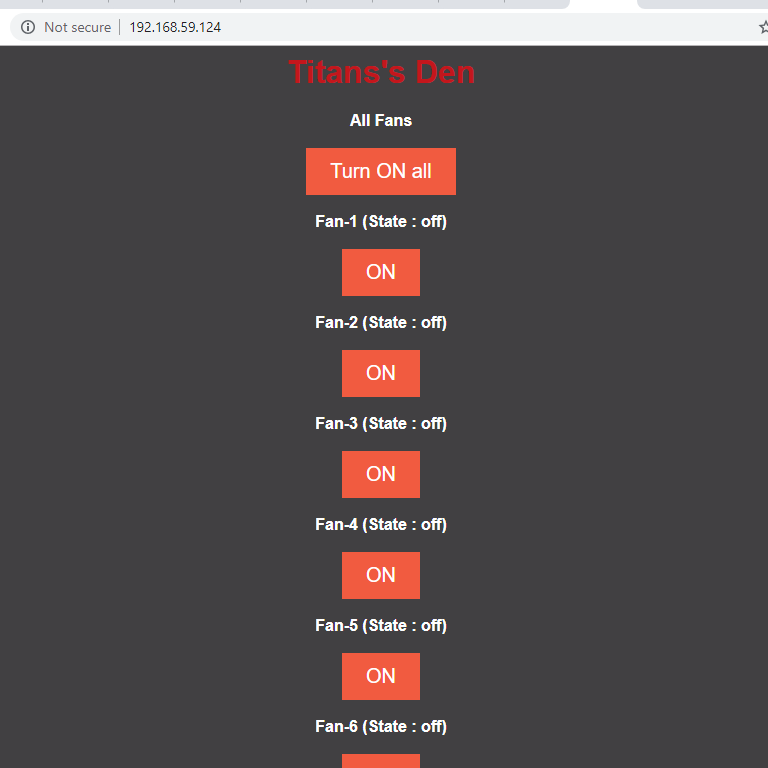 Not secure 192.168.59.124
Titans's Den
All Fans
Turn ON all
Fan-1 (State : off)
ON
Fan-2 (State : off)
ON
Fan-3 (State : off)
ON
Fan-4 (State : off)
ON
Fan-5 (State : off)
ON
Fan-6 (State : off)